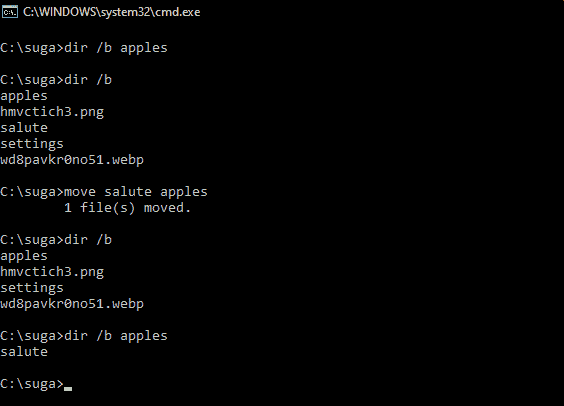 C:\WINDOWS\system32\cmd.exe
C:\suga>dir /b apples
C:\suga>dir /b
apples
hmvctich3.png
salute
settings
wd8pavkr0no51.webp
C:\suga>move salute apples
        1 file(s) moved.
C:\suga>dir /b
apples
hmvctich3.png
settings
wd8pavkr0no51.webp
C:\suga>dir /b apples
salute
C:\suga>